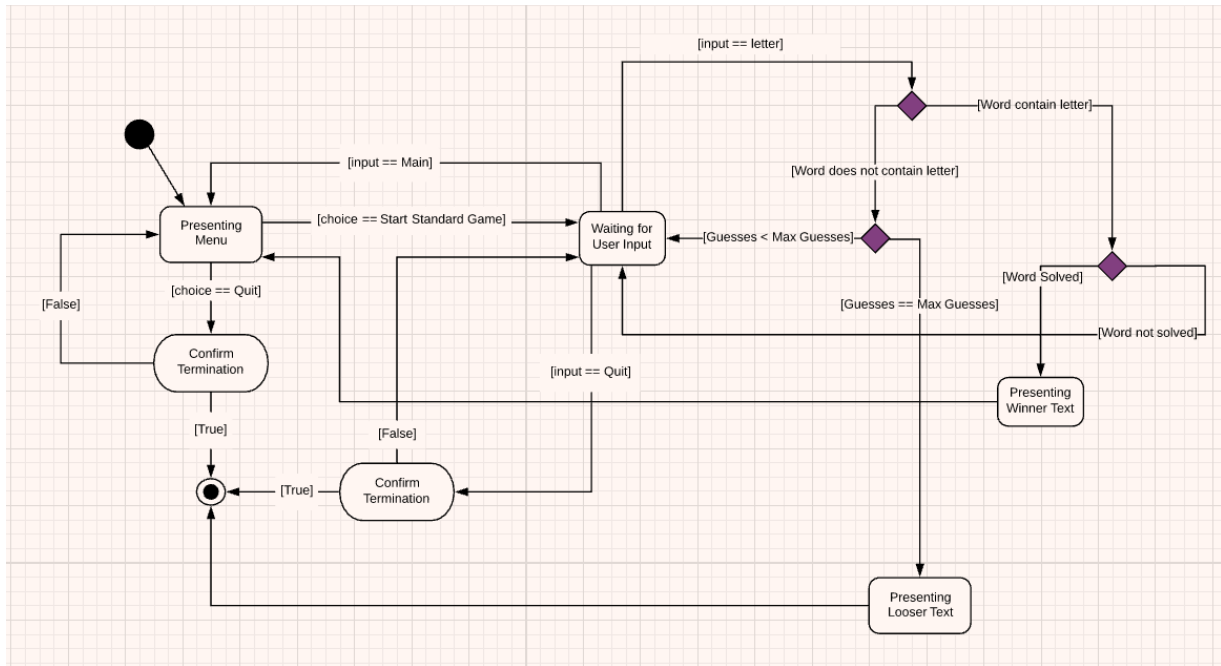 [input == letter]
[Word contain letter]
[input == Main]
[Word does not contain letter]
[choice == Start Standard Game]
Presenting
Menu
Waiting for
User Input
[Guesses < Max Guesses]
[Word Solved]
[choice == Quit]
[False]
[Guesses == Max Guesses]
[Word not solved]
Confirm
Termination
[input == Quit]
Presenting
Winner Text
[True]
[False]
Confirm
Termination
[True]
Presenting
Looser Text